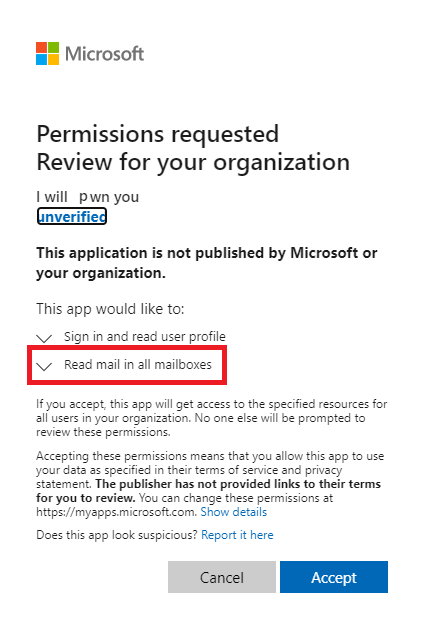 Microsoft
Permissions requested
Review for your organization
I will pwn you
unverified
This application is not published by Microsoft or
your organization.
This app would like to:
Sign in and read user profile
Read mail in all mailboxes
If you accept, this app will get access to the specified resources for
all users in your organization. No one else will be prompted to
review these permissions.
Accepting these permissions means that you allow this app to use
your data as specified in their terms of service and privacy
statement. The publisher has not provided links to their terms
for you to review. You can change these permissions at
https://myapps.microsoft.com. Show details
Does this app look suspicious? Report it here
Cancel Accept